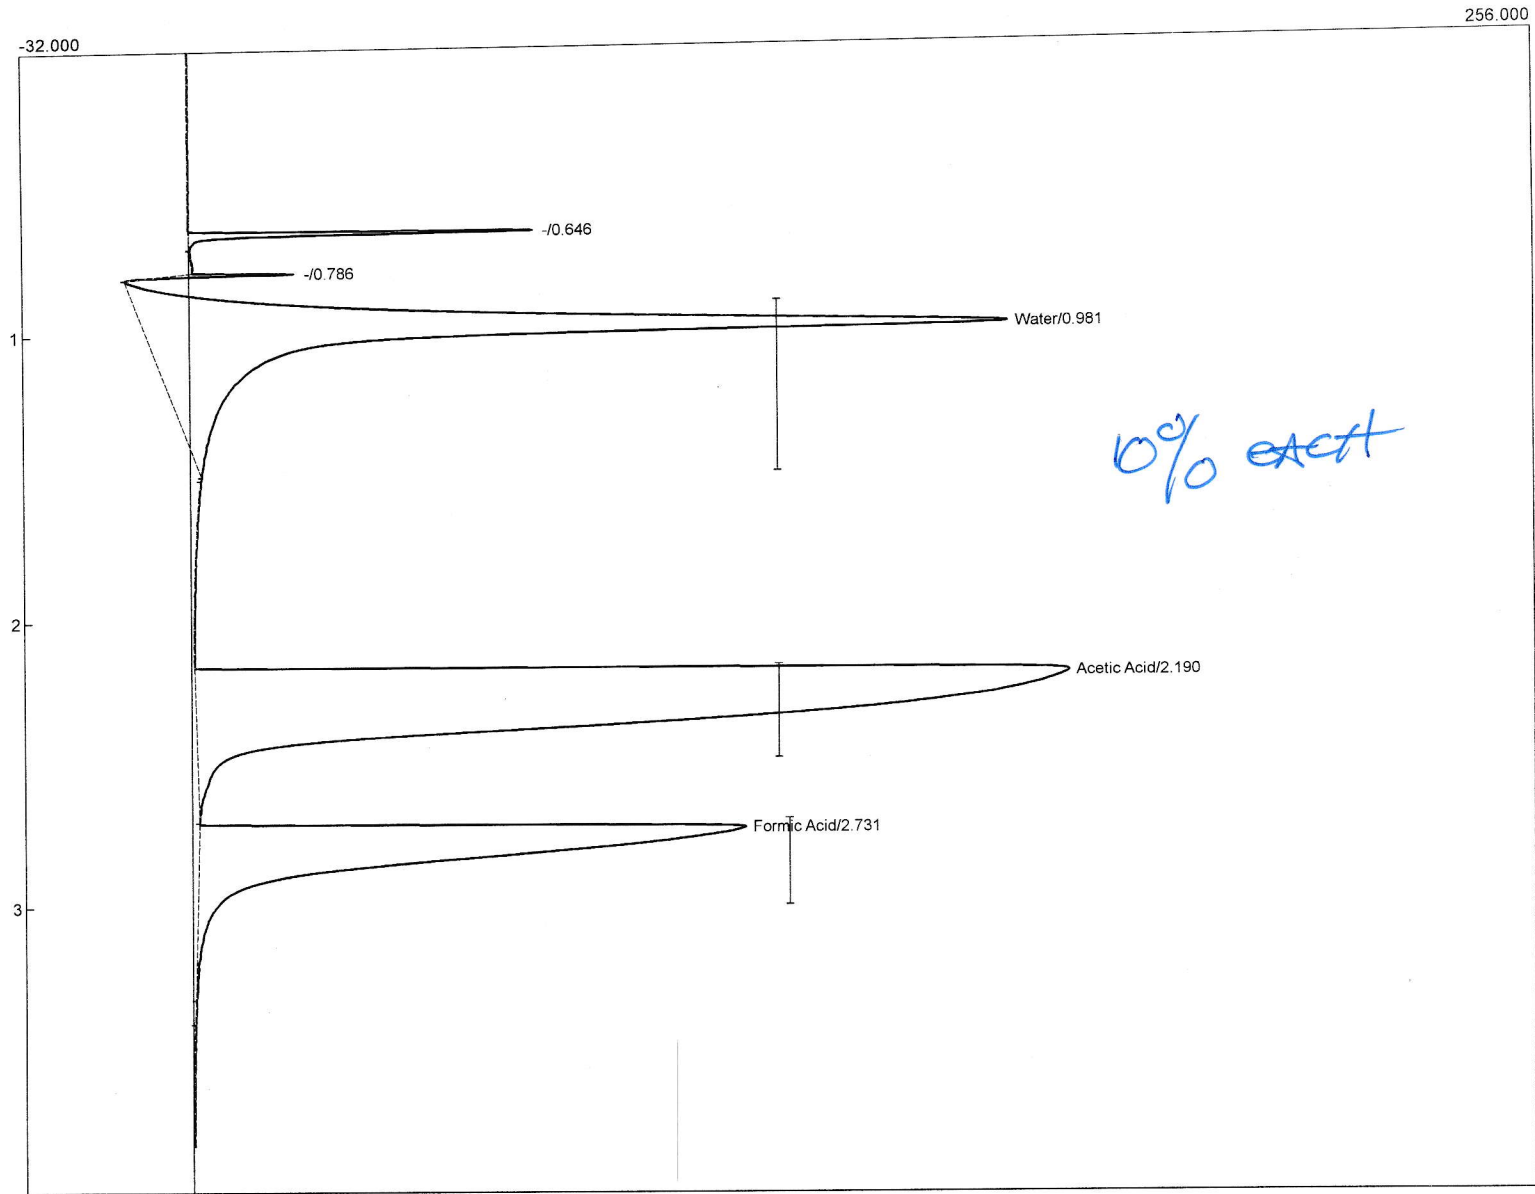 -32.000 256.000
-/0.646
-/0.786
Water/0.981
1
10% EACH
2
Acetic Acid/2.190
Formic Acid/2.731
3